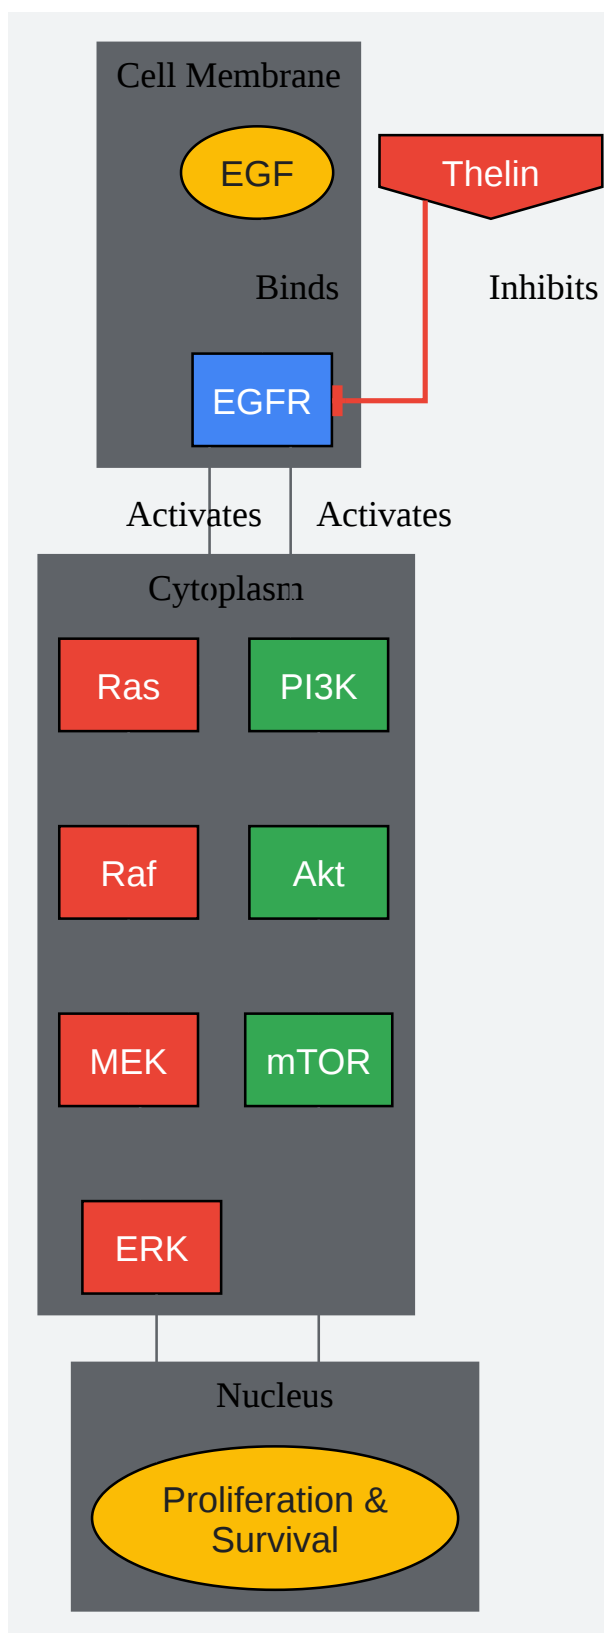 Cell Membrane
EGF
Thelin
Binds
Inhibits
EGFR
Activates
Activates
Cytoplasm
Ras
PI3K
Raf
Akt
MEK
mTOR
ERK
Nucleus
Proliferation &
Survival